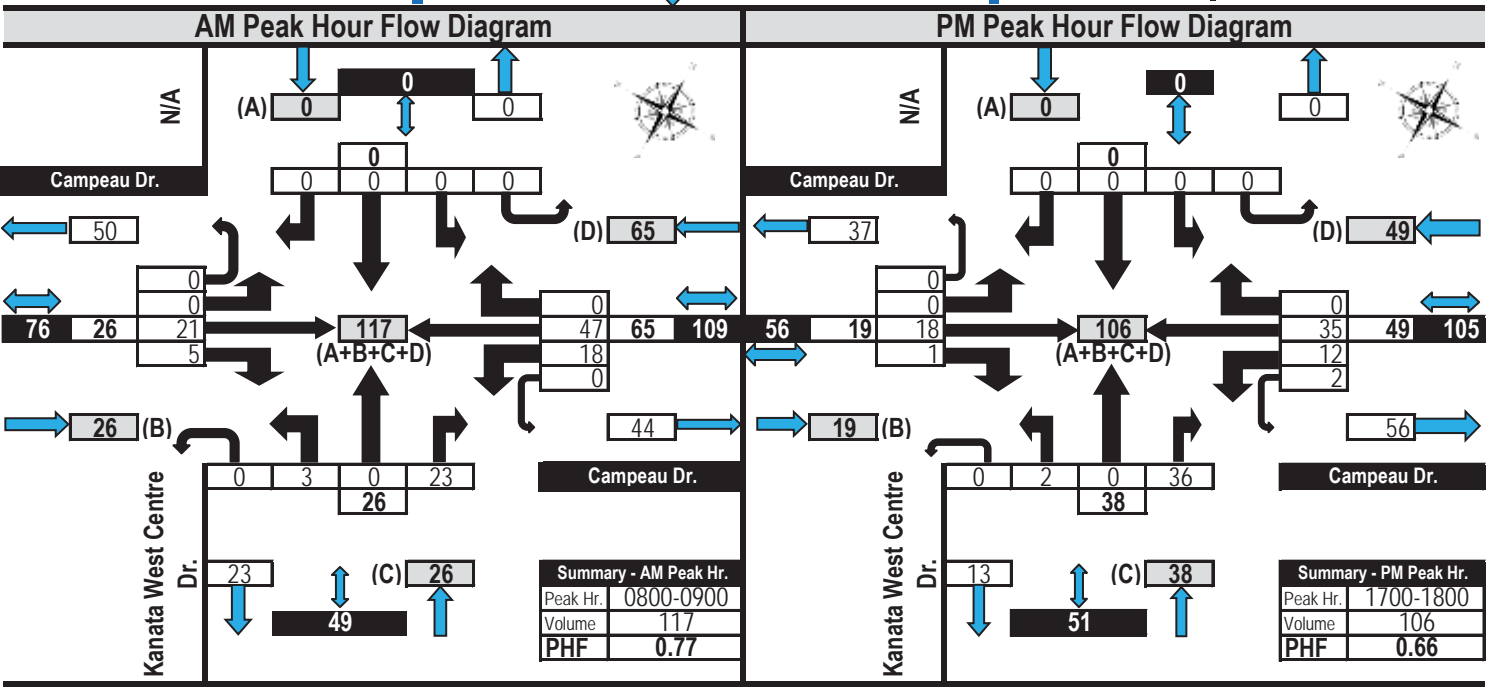 AM Peak Hour Flow Diagram
N/A
0
(A) 0 0
0
Campeau Dr.
0 0 0 0
50
(D) 65
0
0 0
76 26 21 117 47 65 109
5 (A+B+C+D) 18
0
26 (B)
44
0 3 0 23
26
Campeau Dr.
Kanata West Centre
Dr.
23 (C) 26
49
Summary - AM Peak Hr.
Peak Hr. 0800-0900
Volume 117
PHF 0.77
PM Peak Hour Flow Diagram
N/A
0
(A) 0 0
0
Campeau Dr.
0 0 0 0
37
(D) 49
0
0 0
56 19 18 106 35 49 105
1 (A+B+C+D) 12
2
19 (B)
56
0 2 0 36
38
Campeau Dr.
Kanata West Centre
Dr.
13 (C) 38
51
Summary - PM Peak Hr.
Peak Hr. 1700-1800
Volume 106
PHF 0.66